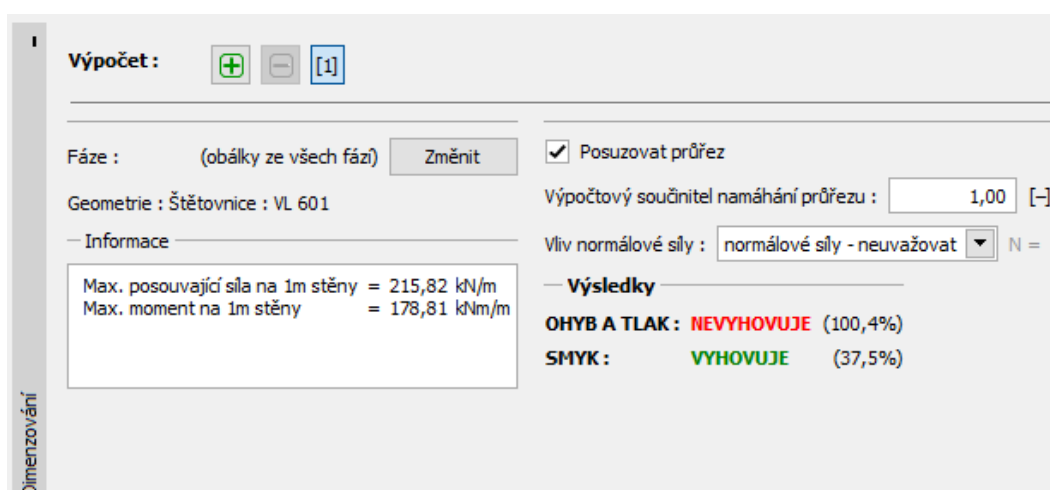 Výpočet : [1]
Fáze : (obálky ze všech fází) Změnit
Geometrie : Štětovnice : VL 601
Informace
Max. posouvající síla na 1m stěny = 215,82 kN/m
Max. moment na 1m stěny = 178,81 kNm/m
Posuzovat průřez
Výpočtový součinitel namáhání průřezu : 1,00 [–]
Vliv normálové síly : normálové síly - neuvažovat N =
Výsledky
OHYB A TLAK : NEVYHOVUJE (100,4%)
SMYK : VYHOVUJE (37,5%)
Dimenzování